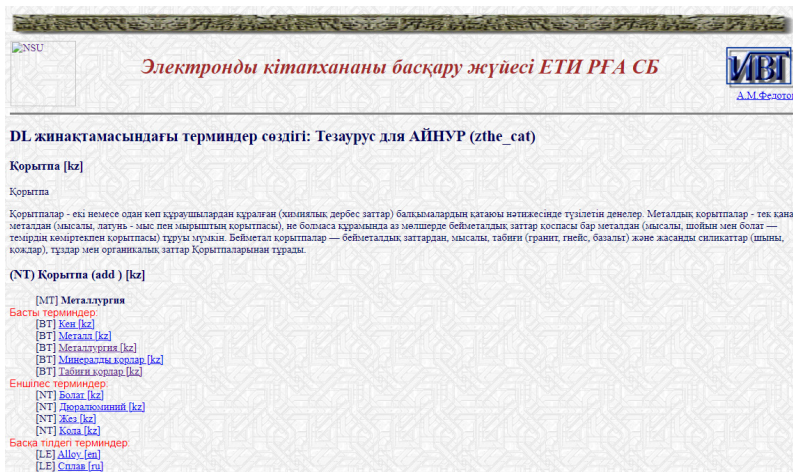 NSU
Электронды кітапхананы басқару жүйесі ЕТИ РҒА СБ
ИВТ
А.М.Федотов
DL жинақтамасындағы терминдер сөздігі: Тезаурус для АЙНУР (zthe_cat)
Қорытпа [kz]
Қорытпа
Қорытпалар - екі немесе одан көп құраушылардан құралған (химиялық дербес заттар) балқымалардың қатаюы нәтижесінде түзілетін денелер. Металдық қорытпалар - тек қана
металдан (мысалы, латунь - мыс пен мырыштың қорытпасы), не болмаса құрамында аз мөлшерде бейметалдық заттар қоспасы бар металдан (мысалы, шойын мен болат —
темірдің көміртекпен қорытпасы) тұруы мүмкін. Бейметал қорытпалар — бейметалдық заттардан, мысалы, табиғи (гранит, гнейс, базальт) және жасанды силикаттар (шыны,
қождар), тұздар мен органикалық заттар Қорытпаларынан тұрады.
(NT) Қорытпа (add ) [kz]
[MT] Металлургия
Басты терминдер:
[BT] Кен [kz]
[BT] Металл [kz]
[BT] Металлургия [kz]
[BT] Минералды қорлар [kz]
[BT] Табиғи қорлар [kz]
Еншілес терминдер:
[NT] Болат [kz]
[NT] Дюралюминий [kz]
[NT] Жез [kz]
[NT] Қола [kz]
Басқа тілдегі терминдер:
[LE] Alloy [en]
[LE] Сплав [ru]